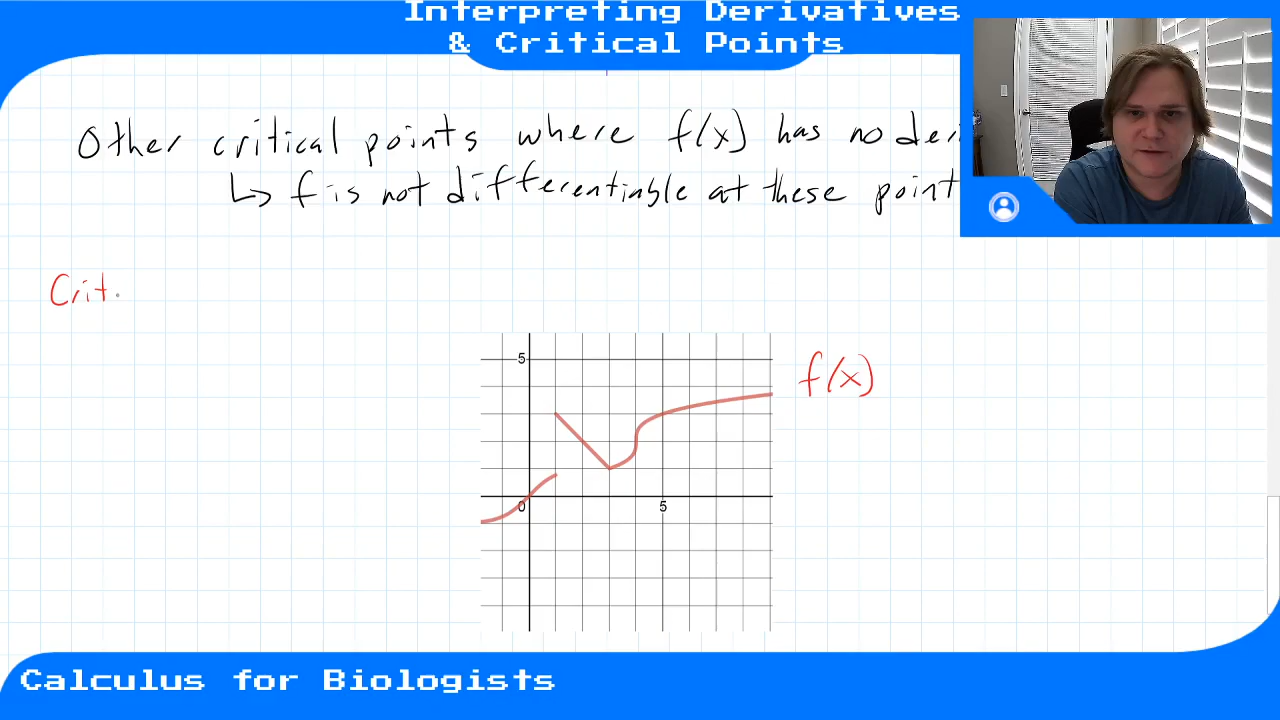 Interpreting Derivatives
& Critical Points
Other critical points where f(x) has no deri
↳ f is not differentiable at these point
Crit.
5
f(x)
0
5
Calculus for Biologists